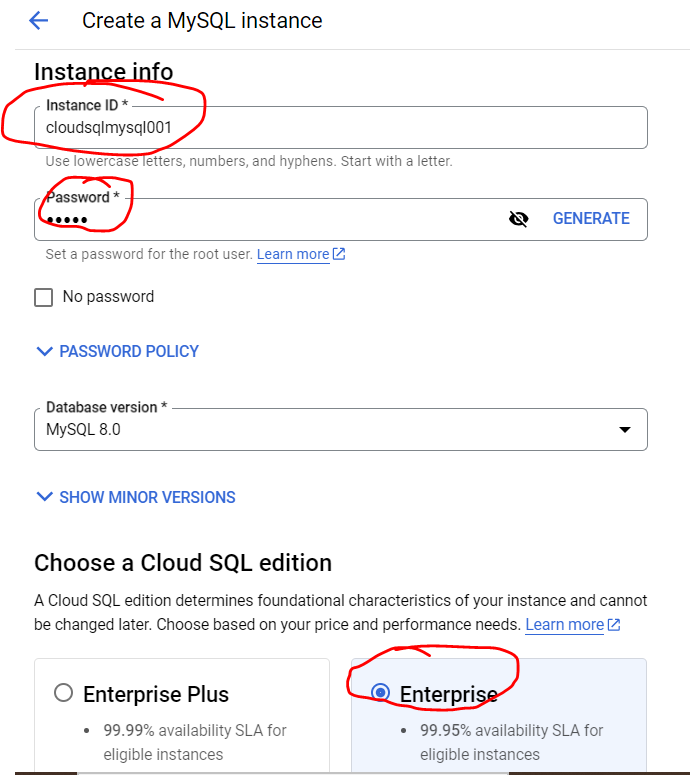 Create a MySQL instance
Instance info
Instance ID *
cloudsqlmysql001
Use lowercase letters, numbers, and hyphens. Start with a letter.
Password *
•••••
GENERATE
Set a password for the root user. Learn more
No password
PASSWORD POLICY
Database version *
MySQL 8.0
SHOW MINOR VERSIONS
Choose a Cloud SQL edition
A Cloud SQL edition determines foundational characteristics of your instance and cannot
be changed later. Choose based on your price and performance needs. Learn more
Enterprise Plus
• 99.99% availability SLA for
eligible instances
Enterprise
• 99.95% availability SLA for
eligible instances